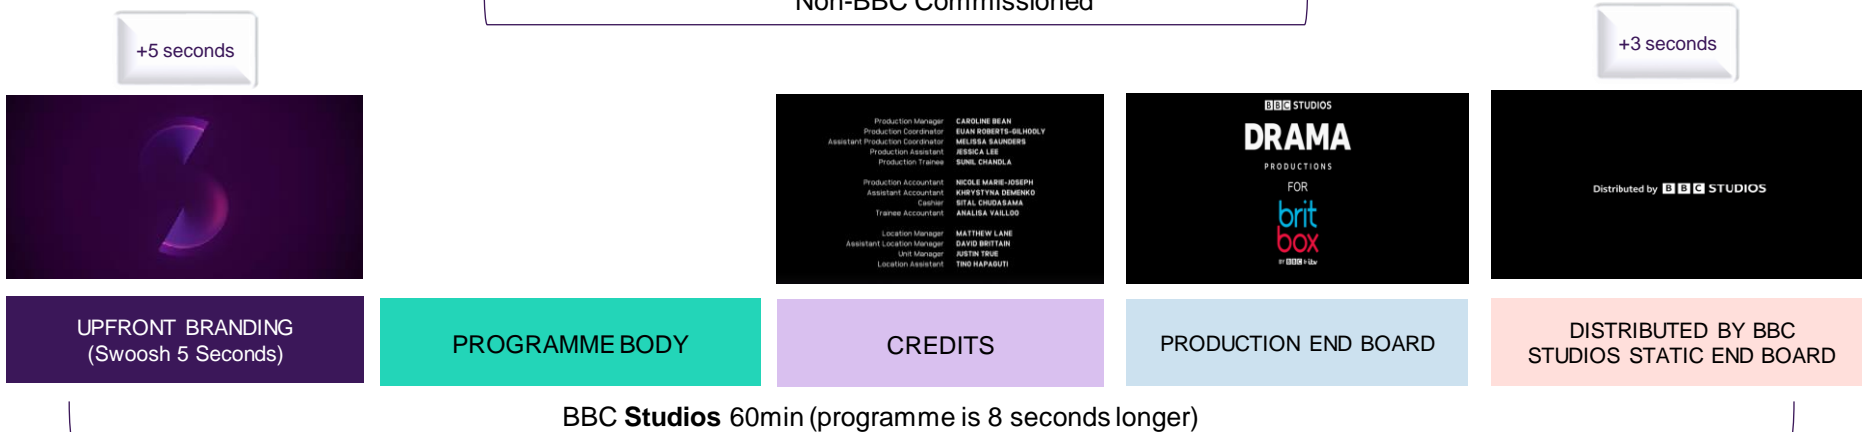 Non-BBC Commissioned
+5 seconds
+3 seconds
Production Manager CAROLINE BEAN
Production Coordinator EUAN ROBERTS-GILHOOLY
Assistant Production Coordinator MELISSA SAUNDERS
Production Assistant JESSICA LEE
Production Trainee SUNIL CHANDLA
Production Accountant NICOLE MARIE-JOSEPH
Assistant Accountant KHRYSTYNA DEMENKO
Cashier SITAL CHUDASAMA
Trainee Accountant ANALISA VAILLOO
Location Manager MATTHEW LANE
Assistant Location Manager DAVID BRITTAIN
Unit Manager JUSTIN TRUE
Location Assistant TINO HAPAGUTI
BBC STUDIOS
DRAMA
PRODUCTIONS
FOR
brit
box
BY BBC & itv
Distributed by BBC STUDIOS
UPFRONT BRANDING
(Swoosh 5 Seconds)
PROGRAMME BODY
CREDITS
PRODUCTION END BOARD
DISTRIBUTED BY BBC
STUDIOS STATIC END BOARD
BBC Studios 60min (programme is 8 seconds longer)